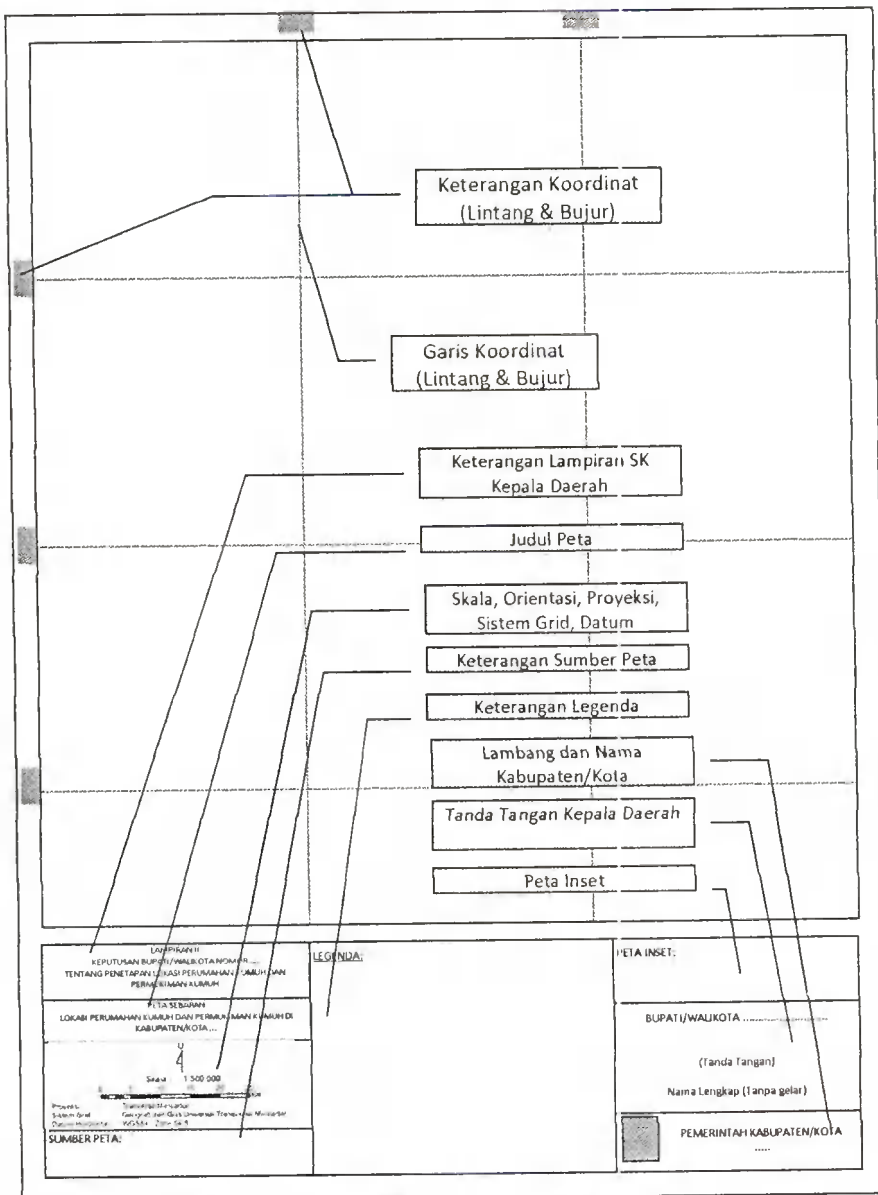 Keterangan Koordinat
(Lintang & Bujur)
Garis Koordinat
(Lintang & Bujur)
Keterangan Lampiran SK
Kepala Daerah
Judul Peta
Skala, Orientasi, Proyeksi,
Sistem Grid, Datum
Keterangan Sumber Peta
Keterangan Legenda
Lambang dan Nama
Kabupaten/Kota
Tanda Tangan Kepala Daerah
Peta Inset
LAMPIRAN II
KEPUTUSAN BUPATI/WALIKOTA NOMOR ....
TENTANG PENETAPAN LOKASI PERUMAHAN KUMUH DAN
PERMUKIMAN KUMUH
PETA SEBARAN
LOKASI PERUMAHAN KUMUH DAN PERMUKIMAN KUMUH DI
KABUPATEN/KOTA ...
U
Skala 1:500.000
Proyeksi
Sistem Grid
SUMBER PETA:
LEGENDA:
PETA INSET:
BUPATI/WALIKOTA ........................
(Tanda Tangan)
Nama Lengkap (Tanpa gelar)
PEMERINTAH KABUPATEN/KOTA
.....